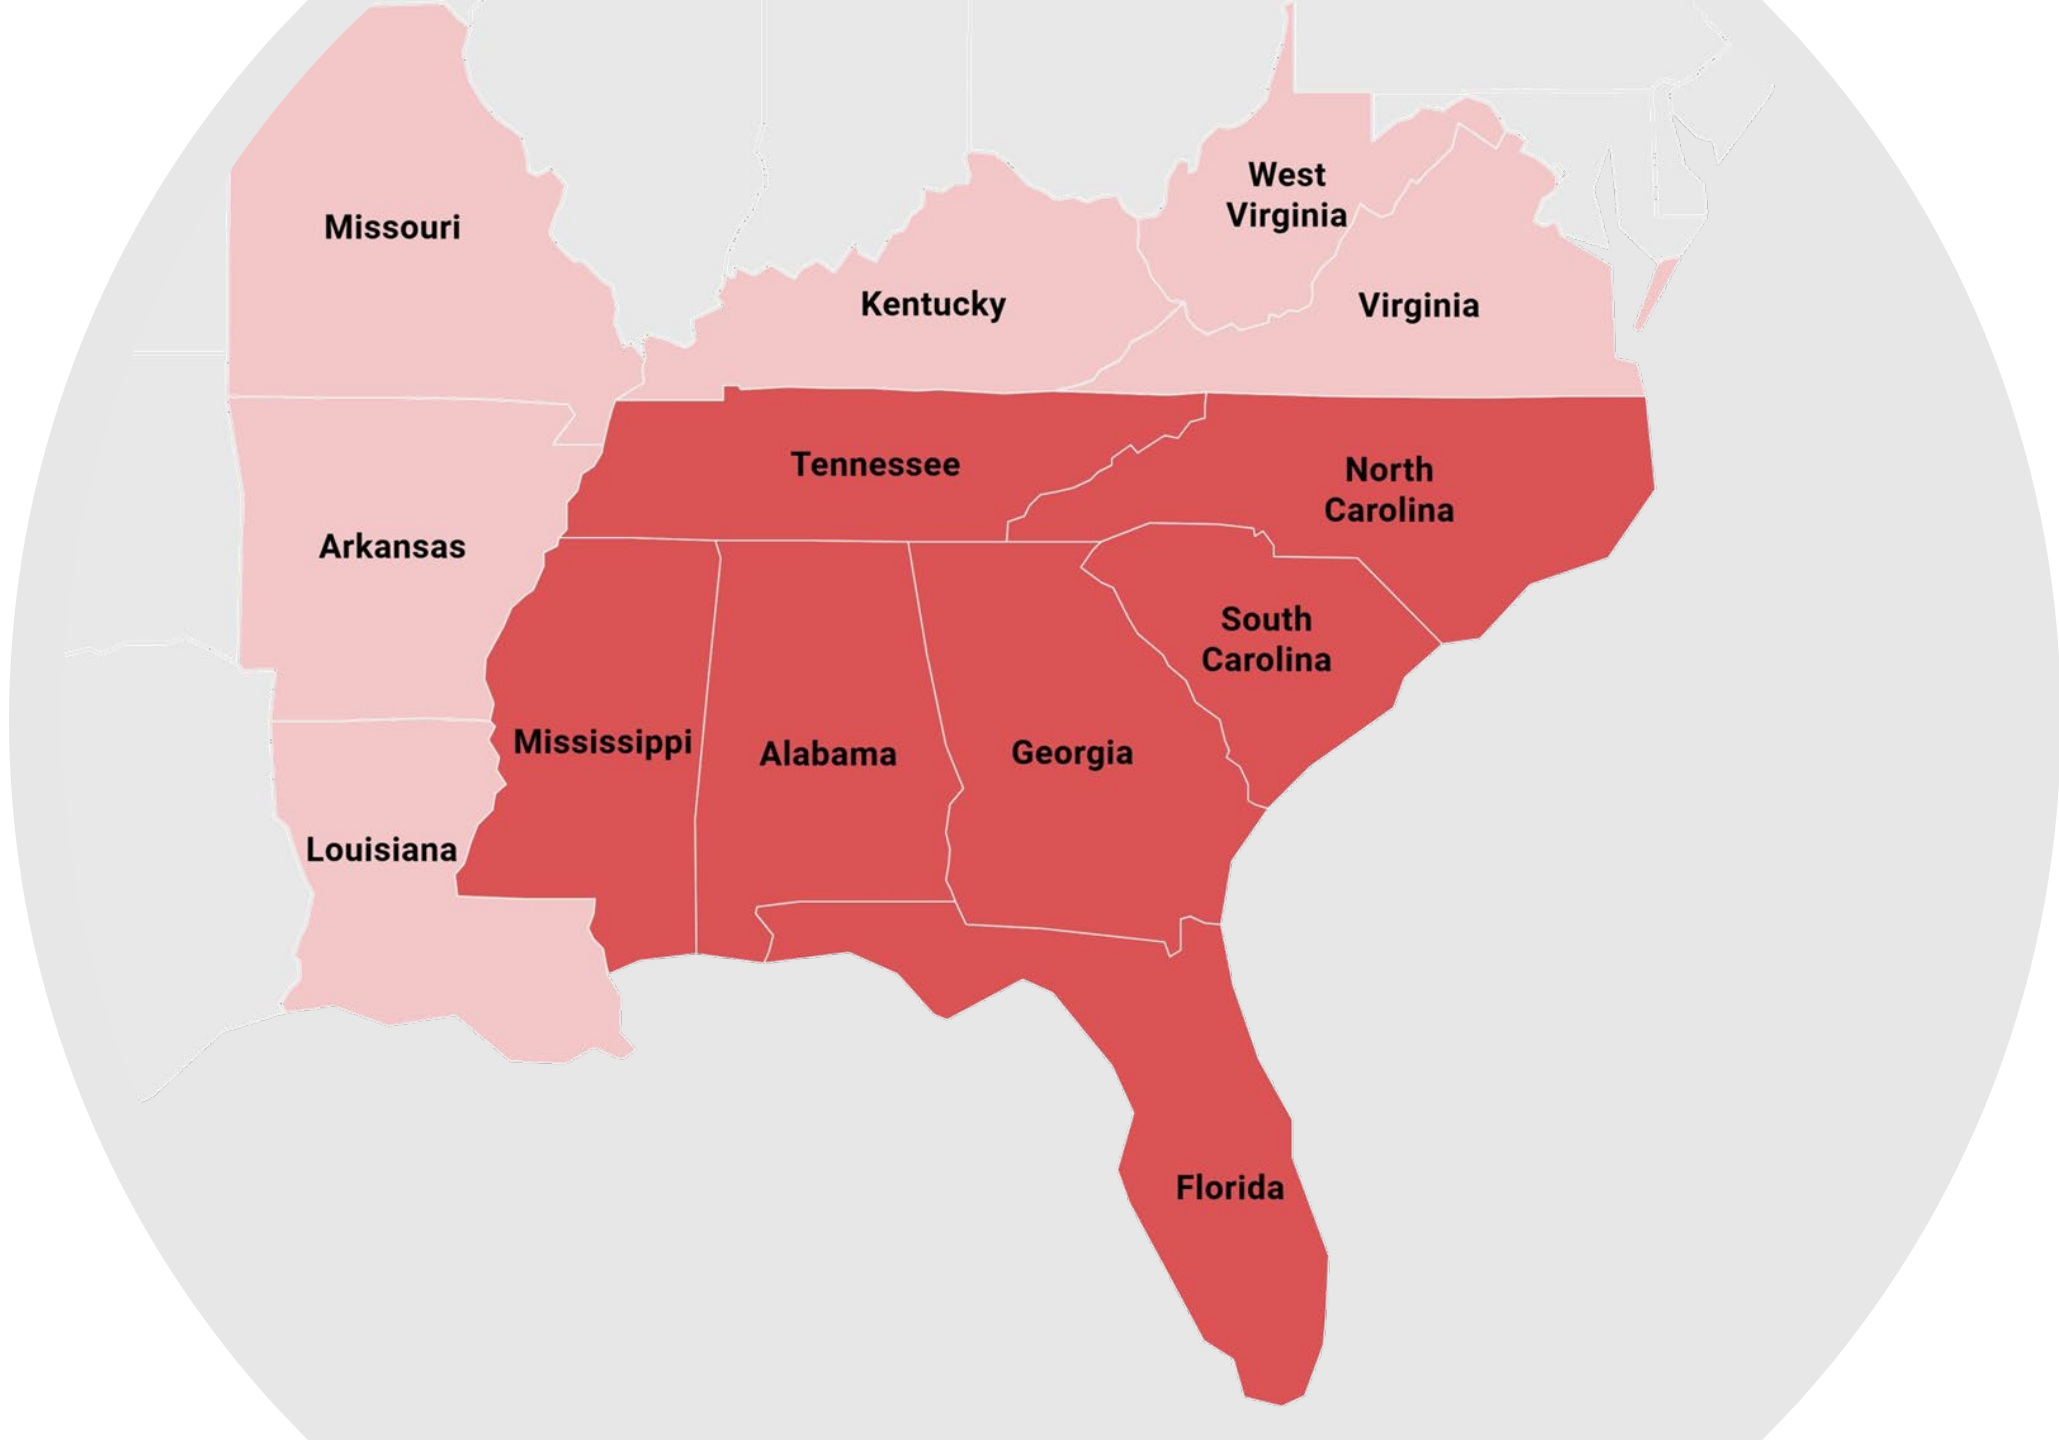 West
Virginia
Missouri
Kentucky
Virginia
Tennessee
North
Carolina
Arkansas
South
Carolina
Mississippi
Alabama
Georgia
Louisiana
Florida